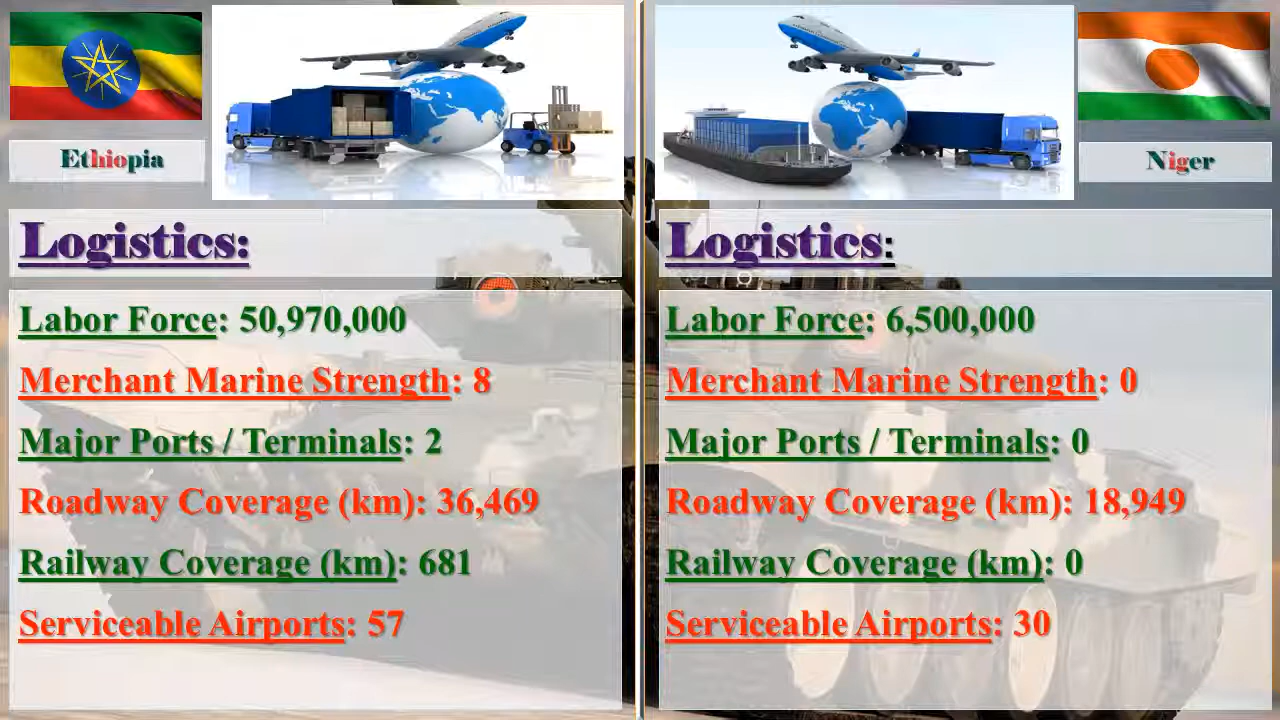 Ethiopia
Logistics:
Labor Force: 50,970,000
Merchant Marine Strength: 8
Major Ports / Terminals: 2
Roadway Coverage (km): 36,469
Railway Coverage (km): 681
Serviceable Airports: 57
Niger
Logistics:
Labor Force: 6,500,000
Merchant Marine Strength: 0
Major Ports / Terminals: 0
Roadway Coverage (km): 18,949
Railway Coverage (km): 0
Serviceable Airports: 30